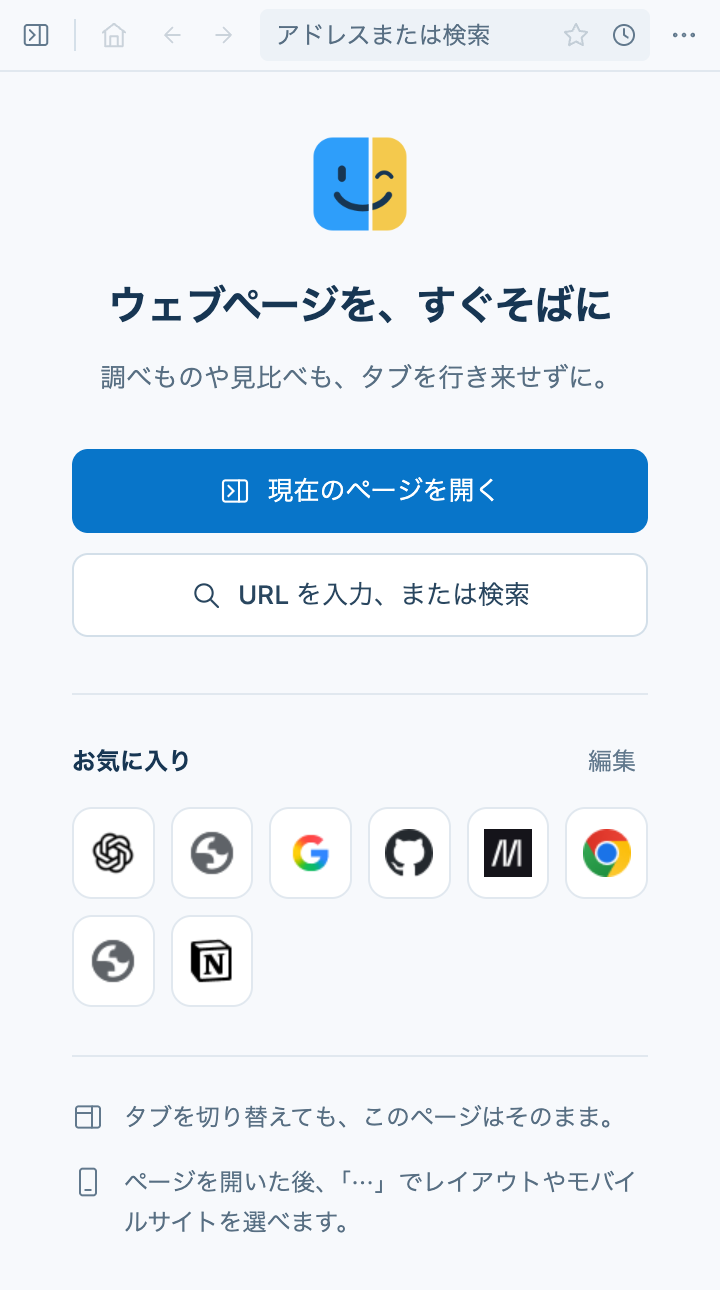 アドレスまたは検索
ウェブページを、すぐそばに
調べものや見比べも、タブを行き来せずに。
現在のページを開く
URL を入力、または検索
お気に入り
編集
タブを切り替えても、このページはそのまま。
ページを開いた後、「…」でレイアウトやモバイ
ルサイトを選べます。